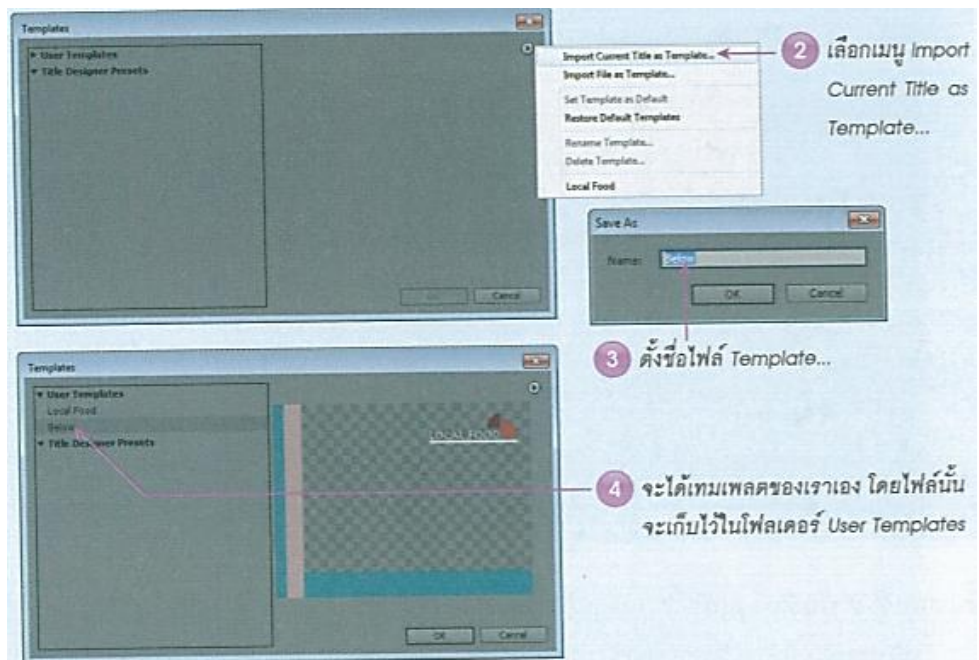 Templates
User Templates
Title Designer Presets
Import Current Title as Template...
Import File as Template...
Set Template as Default
Restore Default Templates
Rename Template...
Delete Template...
Local Food
Cancel
2 เลือกเมนู Import
Current Title as
Template...
Save As
Name: Below
OK Cancel
3 ตั้งชื่อไฟล์ Template...
Templates
User Templates
Local Food
Below
Title Designer Presets
LOCAL FOOD
OK Cancel
4 จะได้เทมเพลตของเราเอง โดยไฟล์นั้น
จะเก็บไว้ในโฟลเดอร์ User Templates